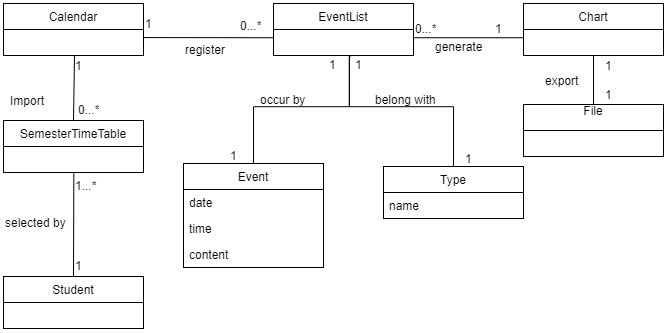 Calendar
1
0...*
register
EventList
0...*
1
generate
Chart
1
1
1
1
export
Import
0...*
occur by
belong with
1
File
SemesterTimeTable
1...*
1
1
Event
Type
date
name
time
content
selected by
1
Student